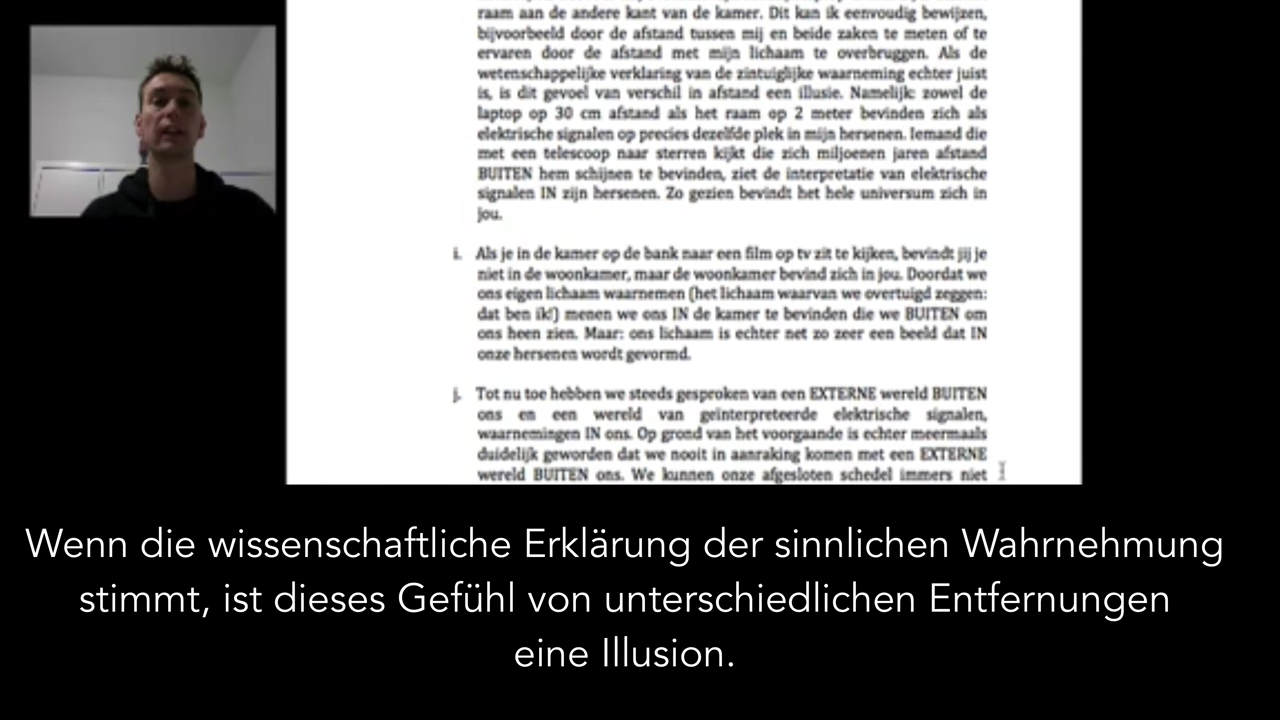 raam aan de andere kant van de kamer. Dit kan ik eenvoudig bewijzen,
bijvoorbeeld door de afstand tussen mij en beide zaken te meten of te
ervaren door de afstand met mijn lichaam te overbruggen. Als de
wetenschappelijke verklaring van de zintuiglijke waarneming echter juist
is, is dit gevoel van verschil in afstand een illusie. Namelijk: zowel de
laptop op 30 cm afstand als het raam op 2 meter bevinden zich als
elektrische signalen op precies dezelfde plek in mijn hersenen. Iemand die
met een telescoop naar sterren kijkt die zich miljoenen jaren afstand
BUITEN hem schijnen te bevinden, ziet de interpretatie van elektrische
signalen IN zijn hersenen. Zo gezien bevindt het hele universum zich in
jou.
i. Als je in de kamer op de bank naar een film op tv zit te kijken, bevindt jij je
niet in de woonkamer, maar de woonkamer bevind zich in jou. Doordat we
ons eigen lichaam waarnemen (het lichaam waarvan we overtuigd zeggen:
dat ben ik!) menen we ons IN de kamer te bevinden die we BUITEN om
ons heen zien. Maar: ons lichaam is echter net zo zeer een beeld dat IN
onze hersenen wordt gevormd.
j. Tot nu toe hebben we steeds gesproken van een EXTERNE wereld BUITEN
ons en een wereld van geïnterpreteerde elektrische signalen,
waarnemingen IN ons. Op grond van het voorgaande is echter meermaals
duidelijk geworden dat we nooit in aanraking komen met een EXTERNE
wereld BUITEN ons. We kunnen onze afgesloten schedel immers niet
Wenn die wissenschaftliche Erklärung der sinnlichen Wahrnehmung
stimmt, ist dieses Gefühl von unterschiedlichen Entfernungen
eine Illusion.